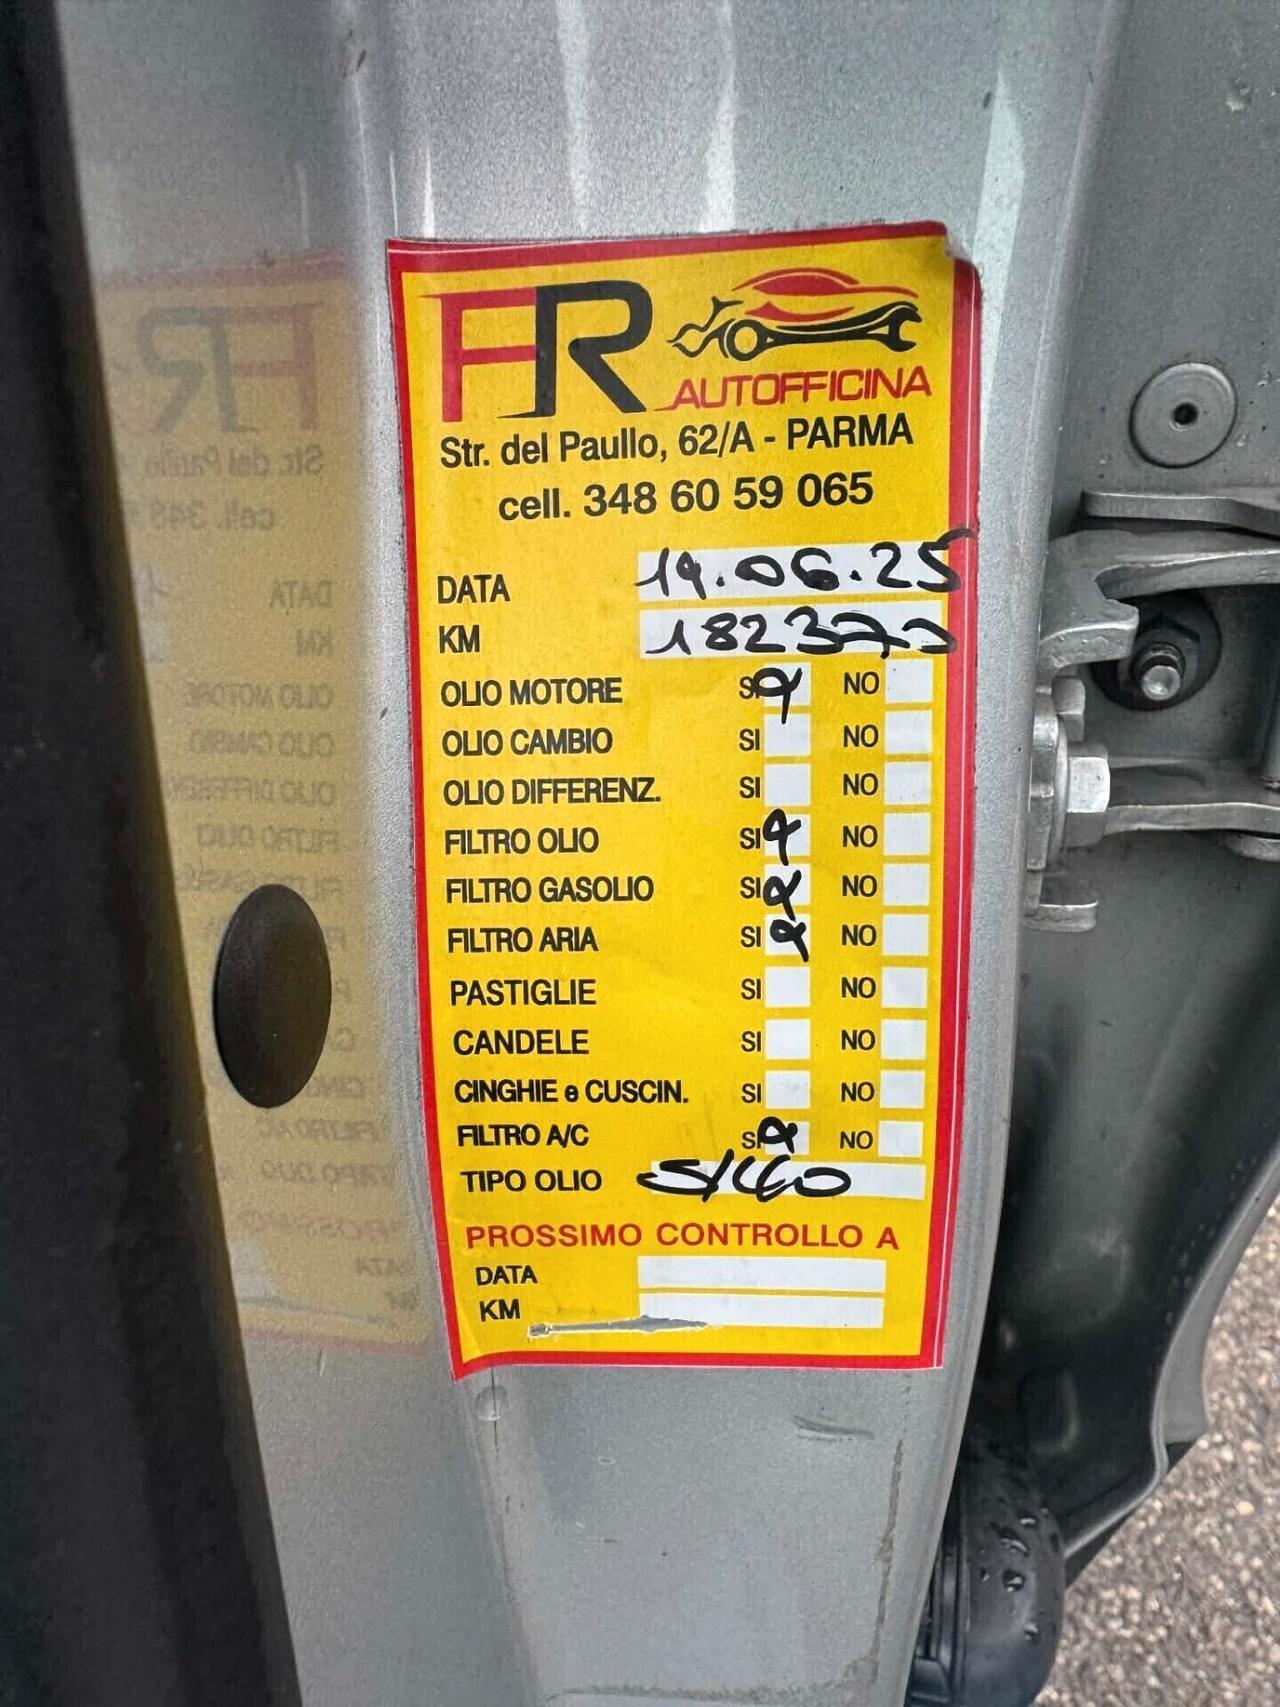 FR
AUTOFFICINA
Str. del Paullo, 62/A - PARMA
cell. 348 60 59 065
DATA 19.06.25
KM 182377
OLIO MOTORE SI NO
OLIO CAMBIO SI NO
OLIO DIFFERENZ. SI NO
FILTRO OLIO SI NO
FILTRO GASOLIO SI NO
FILTRO ARIA SI NO
PASTIGLIE SI NO
CANDELE SI NO
CINGHIE e CUSCIN. SI NO
FILTRO A/C SI NO
TIPO OLIO 5/40
PROSSIMO CONTROLLO A
DATA
KM